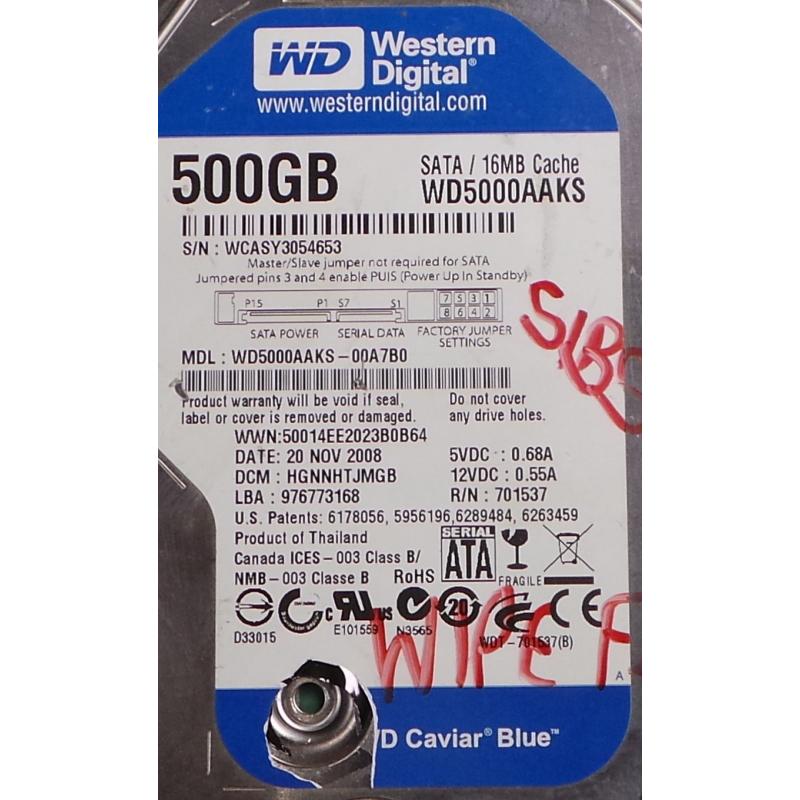 WD Western Digital®
www.westerndigital.com
500GB
SATA / 16MB Cache
WD5000AAKS
S/N : WCASY3054653
Master/Slave jumper not required for SATA
Jumpered pins 3 and 4 enable PUIS (Power Up In Standby)
P15 P1 S7 S1 7 5 3 1
8 6 4 2
SATA POWER SERIAL DATA FACTORY JUMPER SETTINGS
MDL : WD5000AAKS-00A7B0
Product warranty will be void if seal,
label or cover is removed or damaged.
Do not cover
any drive holes.
WWN:50014EE2023B0B64
DATE: 20 NOV 2008
5VDC : 0.68A
DCM : HGNNHTJMGB
12VDC : 0.55A
LBA : 976773168
R/N : 701537
U.S. Patents: 6178056, 5956196,6289484, 6263459
Product of Thailand
Canada ICES-003 Class B/
NMB-003 Classe B
RoHS
SERIAL
ATA
FRAGILE
D33015
c UR us
E101559
N3565
20
CE
WDT-701537(B)
WIPE
A
D Caviar® Blue™